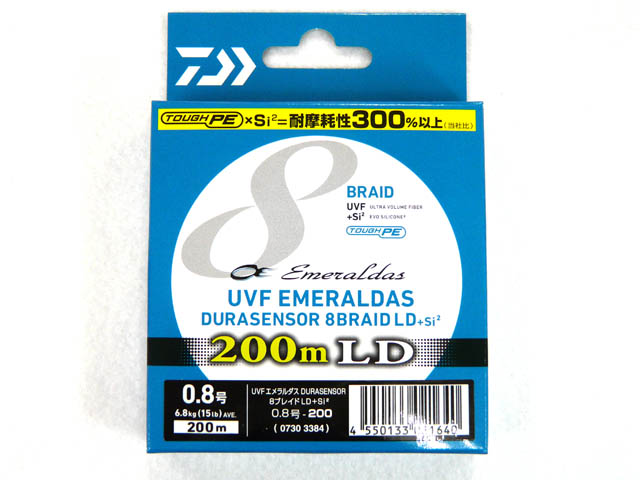 TOUGH PE ×Si²=耐摩耗性300%以上(当社比)
8
BRAID
UVF ULTRA VOLUME FIBER
+Si² EVO SILICONE²
TOUGH PE
Emeraldas
UVF EMERALDAS
DURASENSOR 8BRAID LD+Si²
200m LD
0.8号
6.8kg(15lb)AVE.
200m
UVFエメラルダス DURASENSOR
8ブレイドLD+Si²
0.8号-200
(0730 3384)